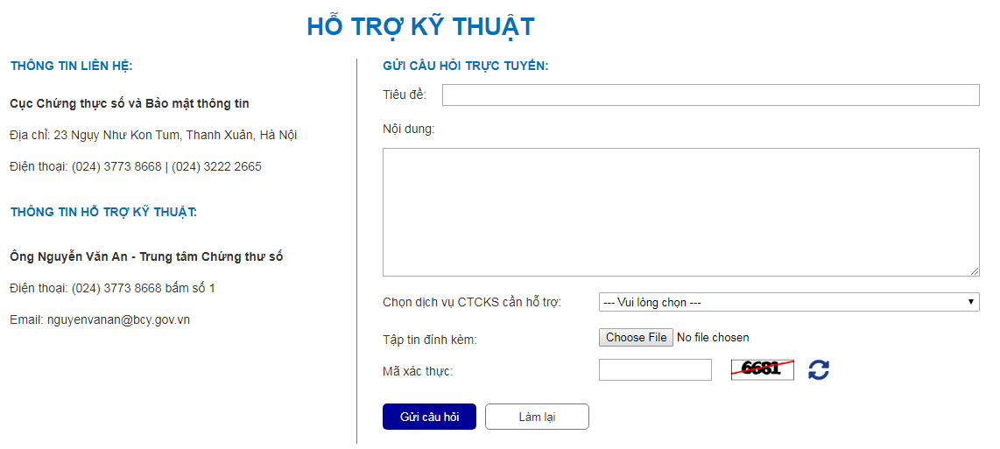 HỖ TRỢ KỸ THUẬT
THÔNG TIN LIÊN HỆ:
Cục Chứng thực số và Bảo mật thông tin
Địa chỉ: 23 Ngụy Như Kon Tum, Thanh Xuân, Hà Nội
Điện thoại: (024) 3773 8668 | (024) 3222 2665
THÔNG TIN HỖ TRỢ KỸ THUẬT:
Ông Nguyễn Văn An - Trung tâm Chứng thư số
Điện thoại: (024) 3773 8668 bấm số 1
Email: nguyenvanan@bcy.gov.vn
GỬI CÂU HỎI TRỰC TUYẾN:
Tiêu đề:
Nội dung:
Chọn dịch vụ CTCKS cần hỗ trợ: --- Vui lòng chọn ---
Tập tin đính kèm: Choose File No file chosen
Mã xác thực: 6681
Gửi câu hỏi Làm lại